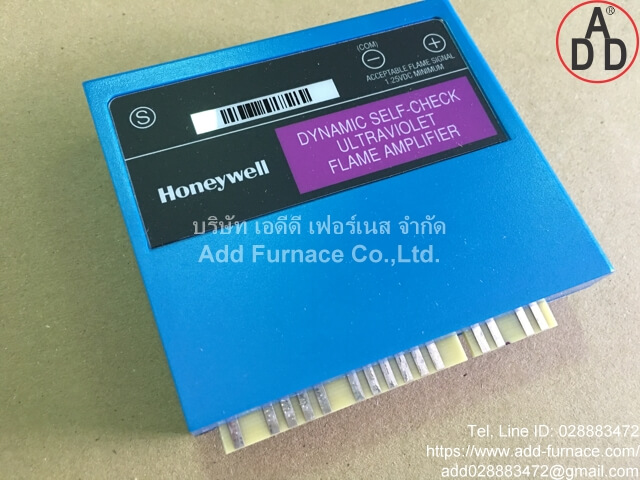 ADD
(COM)
S
ACCEPTABLE FLAME SIGNAL
1.25VDC MINIMUM
DYNAMIC SELF-CHECK
ULTRAVIOLET
FLAME AMPLIFIER
Honeywell
บริษัท เอดีดี เฟอร์เนส จำกัด
Add Furnace Co.,Ltd.
Tel. Line ID: 028883472
https://www.add-furnace.com/
add028883472@gmail.com